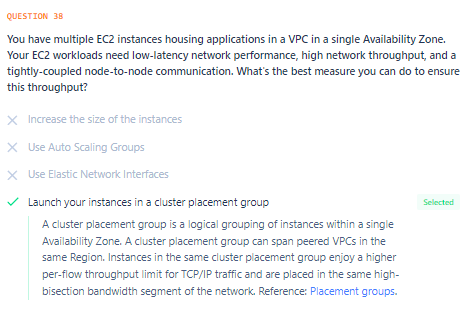 QUESTION 38
You have multiple EC2 instances housing applications in a VPC in a single Availability Zone.
Your EC2 workloads need low-latency network performance, high network throughput, and a
tightly-coupled node-to-node communication. What's the best measure you can do to ensure
this throughput?
Increase the size of the instances
Use Auto Scaling Groups
Use Elastic Network Interfaces
Launch your instances in a cluster placement group
Selected
A cluster placement group is a logical grouping of instances within a single
Availability Zone. A cluster placement group can span peered VPCs in the
same Region. Instances in the same cluster placement group enjoy a higher
per-flow throughput limit for TCP/IP traffic and are placed in the same high-
bisection bandwidth segment of the network. Reference: Placement groups.